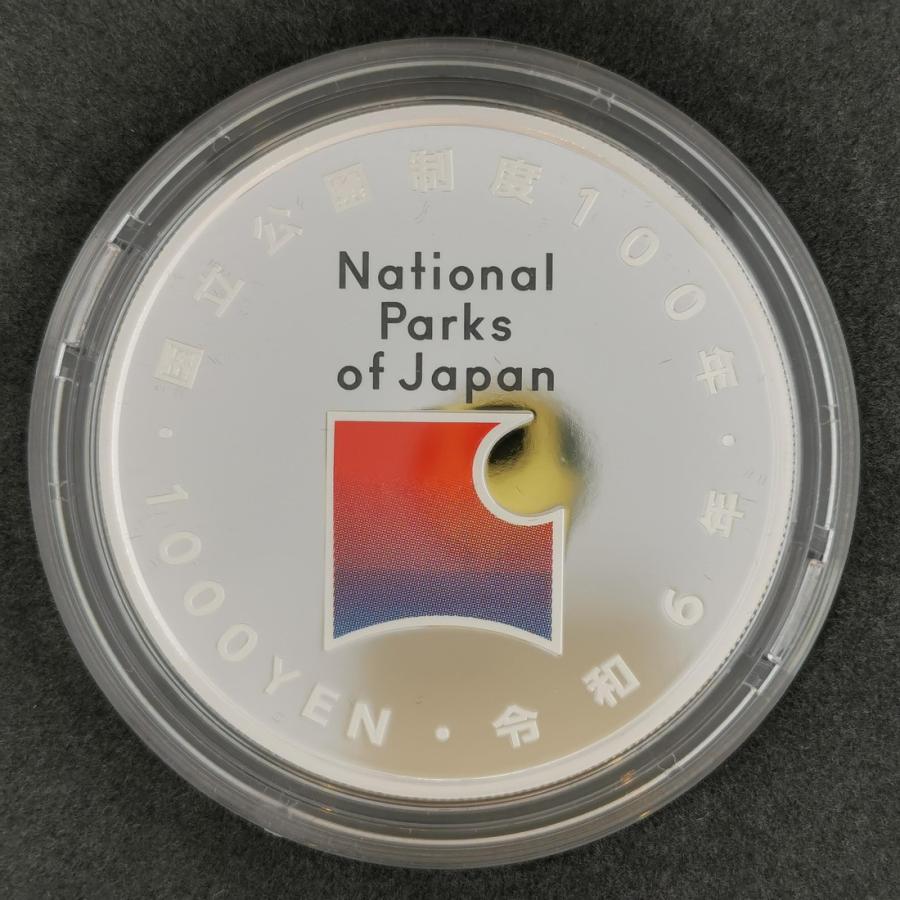 国立公園制度100年
National
Parks
of Japan
・1000YEN・令和6年・